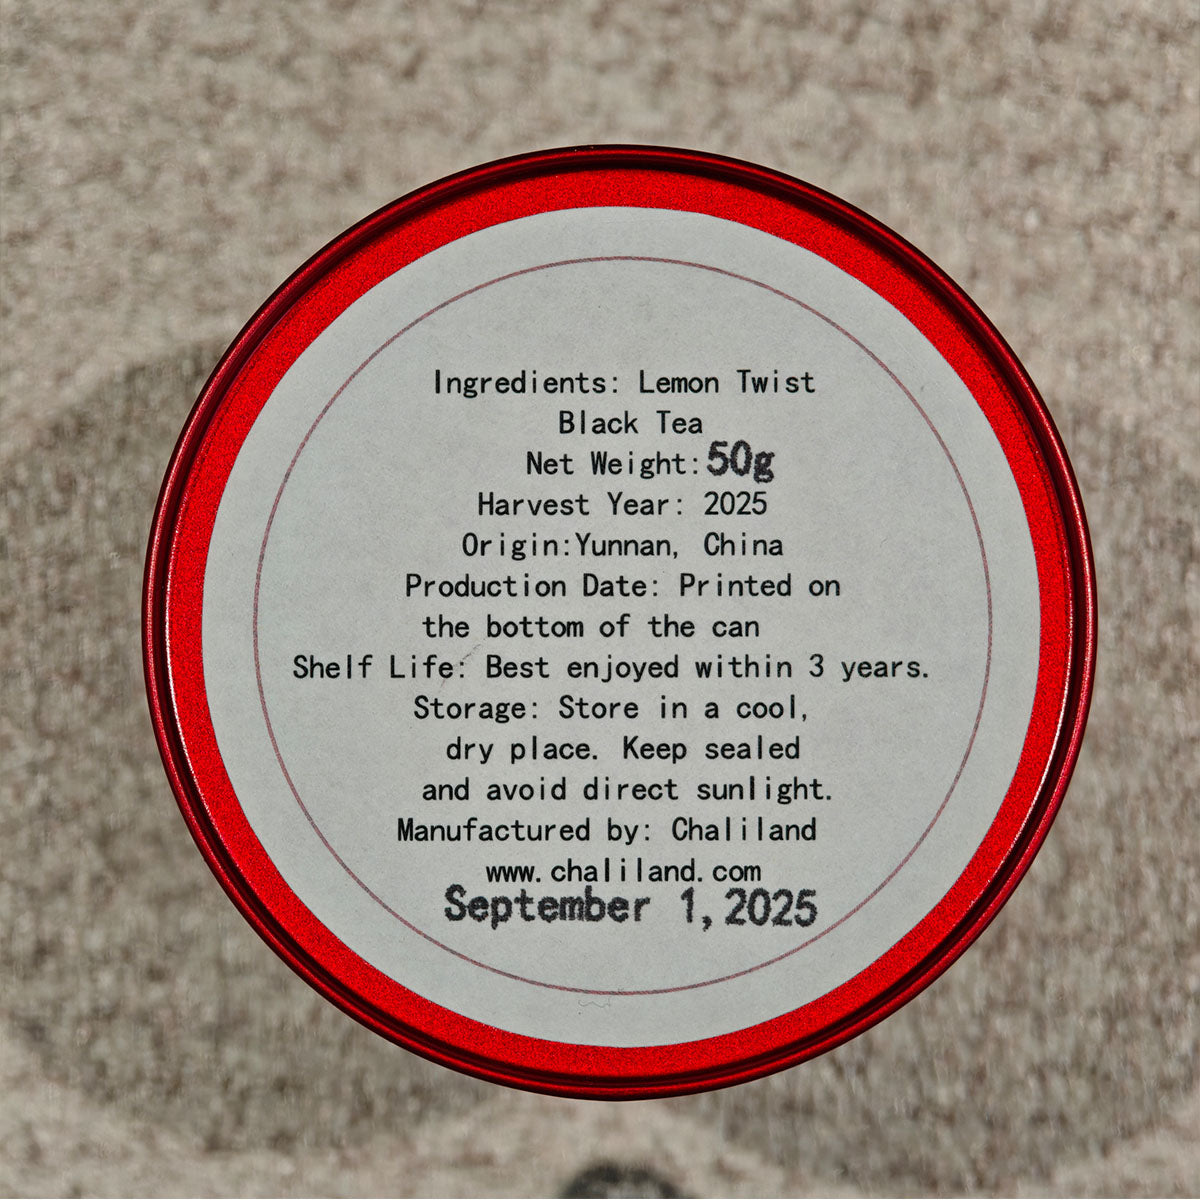 Ingredients: Lemon Twist
Black Tea
Net Weight:50g
Harvest Year: 2025
Origin:Yunnan, China
Production Date: Printed on
the bottom of the can
Shelf Life: Best enjoyed within 3 years.
Storage: Store in a cool,
dry place. Keep sealed
and avoid direct sunlight.
Manufactured by: Chaliland
www.chaliland.com
September 1,2025